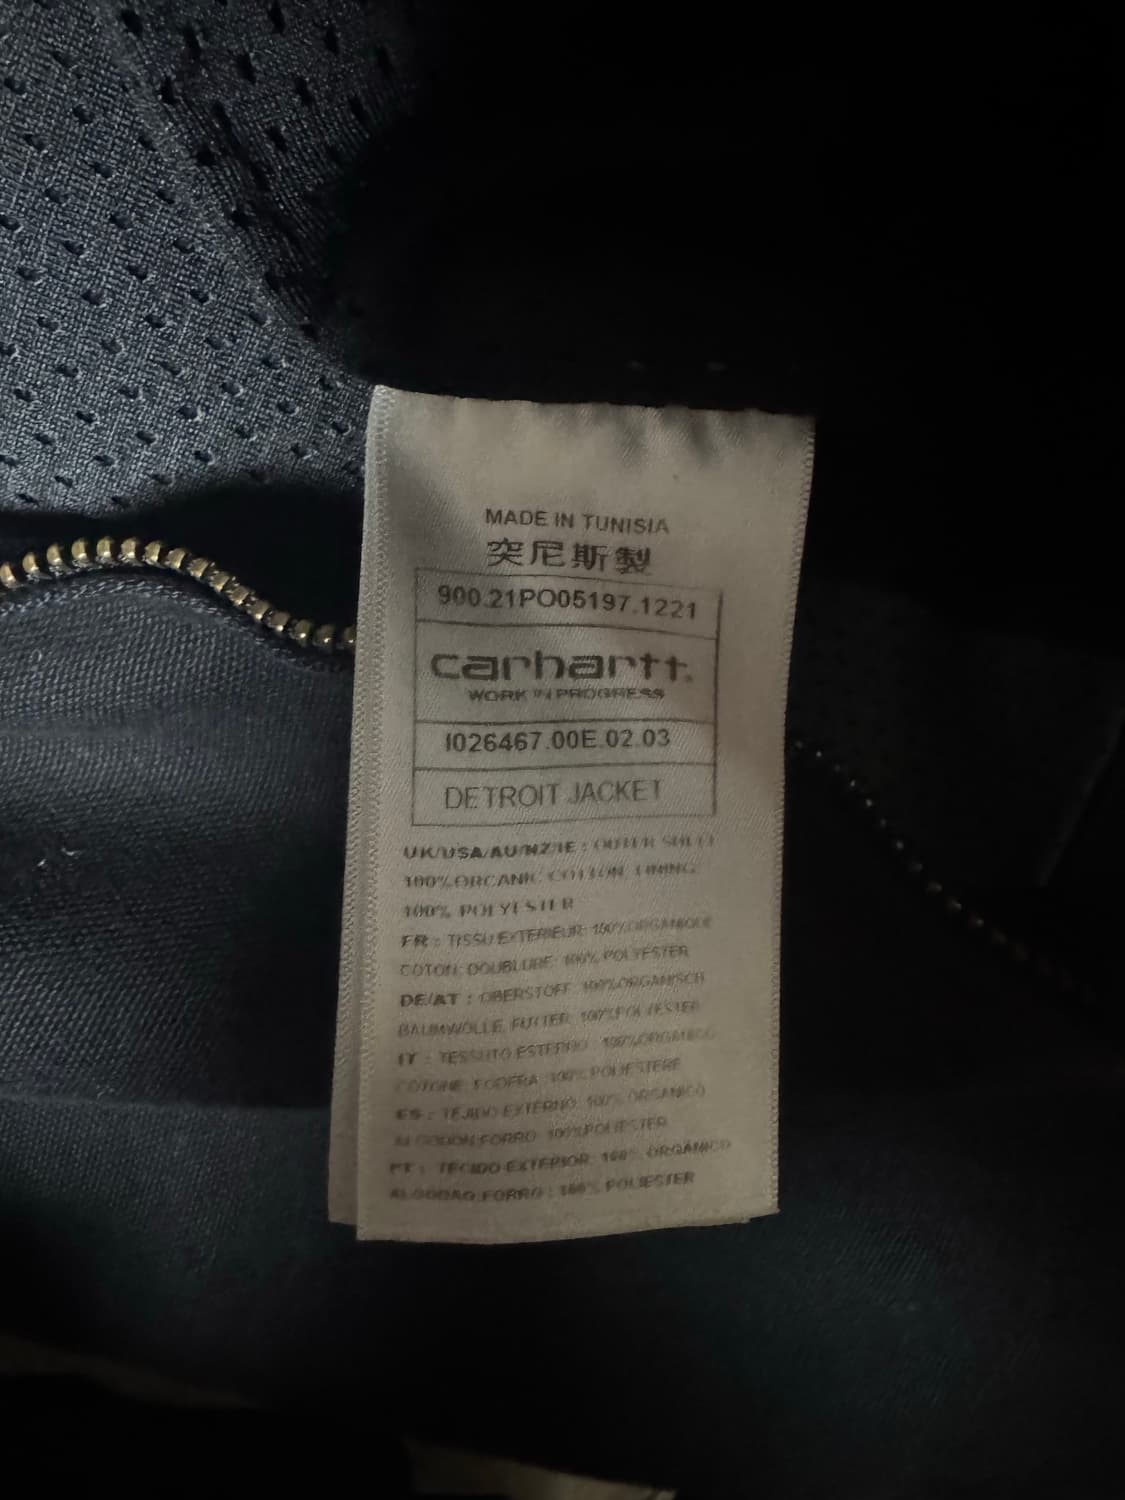 MADE IN TUNISIA
突尼斯製
900.21PO05197.1221
carhartt.
WORK IN PROGRESS
I026467.00E.02.03
DETROIT JACKET
UK/USA/AU/NZ/IE : OUTER SHELL
100% ORGANIC COTTON, LINING:
100% POLYESTER
FR : TISSU EXTERIEUR: 100% ORGANIQUE
COTON: DOUBLURE: 100% POLYESTER
DE/AT : OBERSTOFF: 100% ORGANISCH
BAUMWOLLE, FUTTER: 100% POLYESTER
IT : TESSUTO ESTERNO : 100% ORGANICO
COTONE: FODERA :100% POLIESTERE
ES : TEJIDO EXTERNO: 100% ORGANICO
ALGODON:FORRO: 100%POLIESTER
PT : TECIDO EXTERIOR: 100% ORGÂNICO
ALGODAO:FORRO : 100% POLIESTER